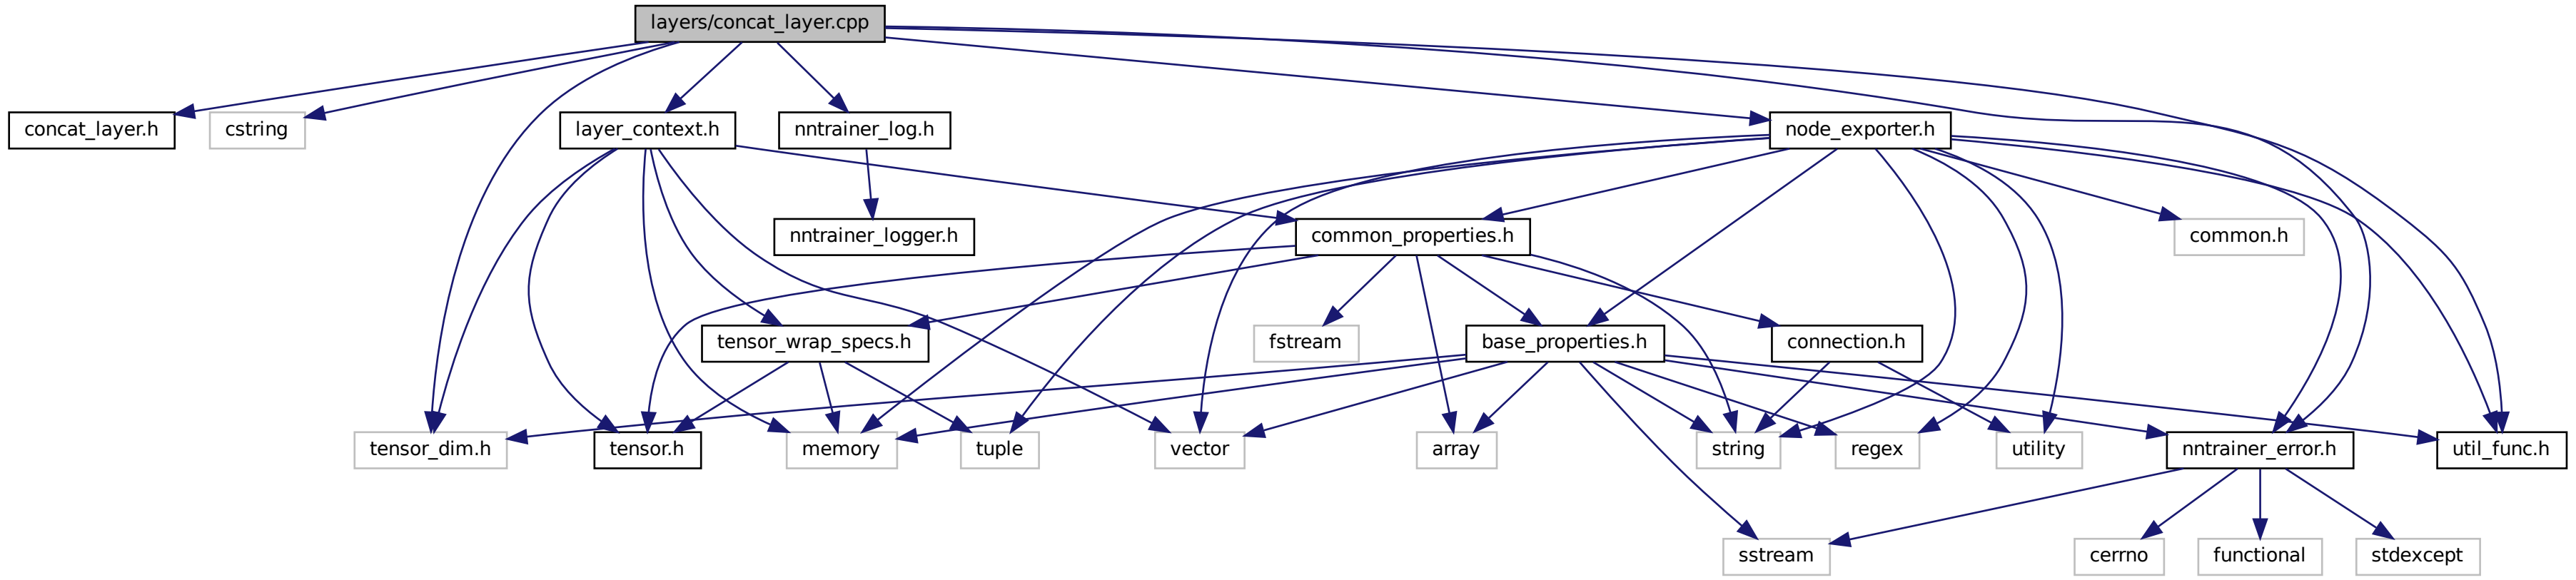 layers/concat_layer.cpp
concat_layer.h
cstring
layer_context.h
nntrainer_log.h
node_exporter.h
nntrainer_logger.h
common_properties.h
common.h
tensor_wrap_specs.h
fstream
base_properties.h
connection.h
tensor_dim.h
tensor.h
memory
tuple
vector
array
string
regex
utility
nntrainer_error.h
util_func.h
sstream
cerrno
functional
stdexcept